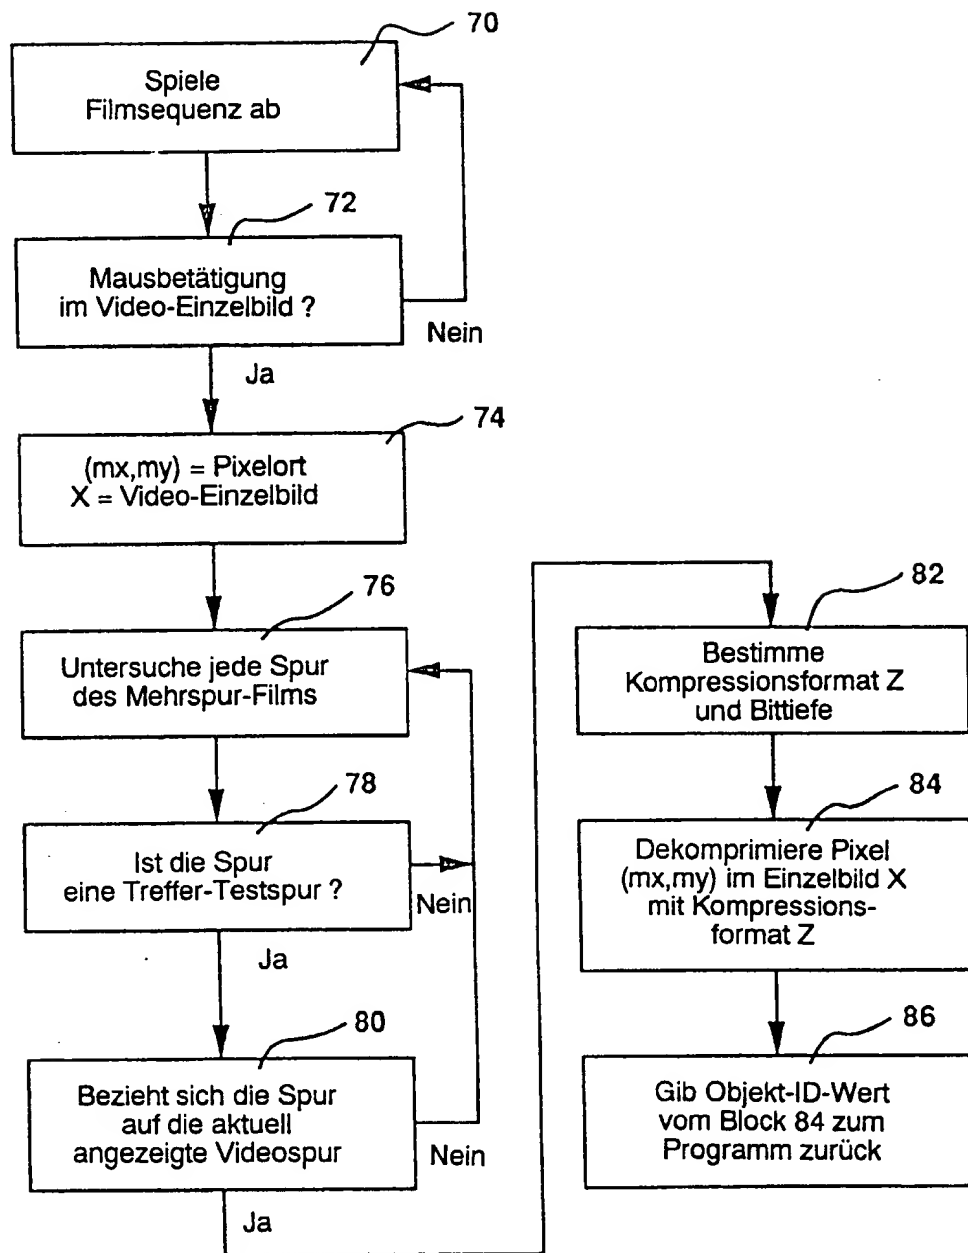 70
Spiele
Filmsequenz ab
72
Mausbetätigung
im Video-Einzelbild ?
Nein
Ja
74
(mx,my) = Pixelort
X = Video-Einzelbild
76
Untersuche jede Spur
des Mehrspur-Films
78
Ist die Spur
eine Treffer-Testspur ?
Nein
Ja
80
Bezieht sich die Spur
auf die aktuell
angezeigte Videospur
Nein
Ja
82
Bestimme
Kompressionsformat Z
und Bittiefe
84
Dekomprimiere Pixel
(mx,my) im Einzelbild X
mit Kompressions-
format Z
86
Gib Objekt-ID-Wert
vom Block 84 zum
Programm zurück